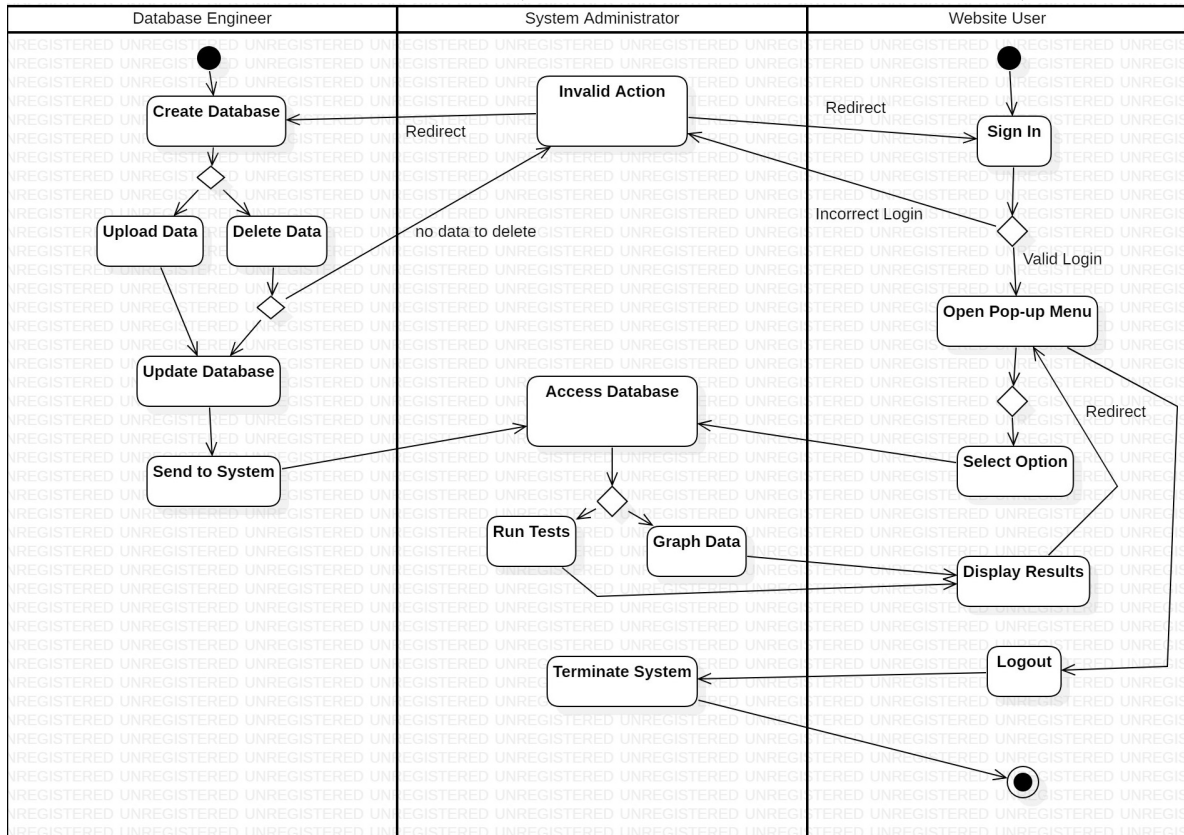 Database Engineer
System Administrator
Website User
Create Database
Invalid Action
Redirect
Redirect
Sign In
Upload Data
Delete Data
no data to delete
Incorrect Login
Valid Login
Open Pop-up Menu
Update Database
Access Database
Redirect
Send to System
Select Option
Run Tests
Graph Data
Display Results
Terminate System
Logout
UNREGISTERED